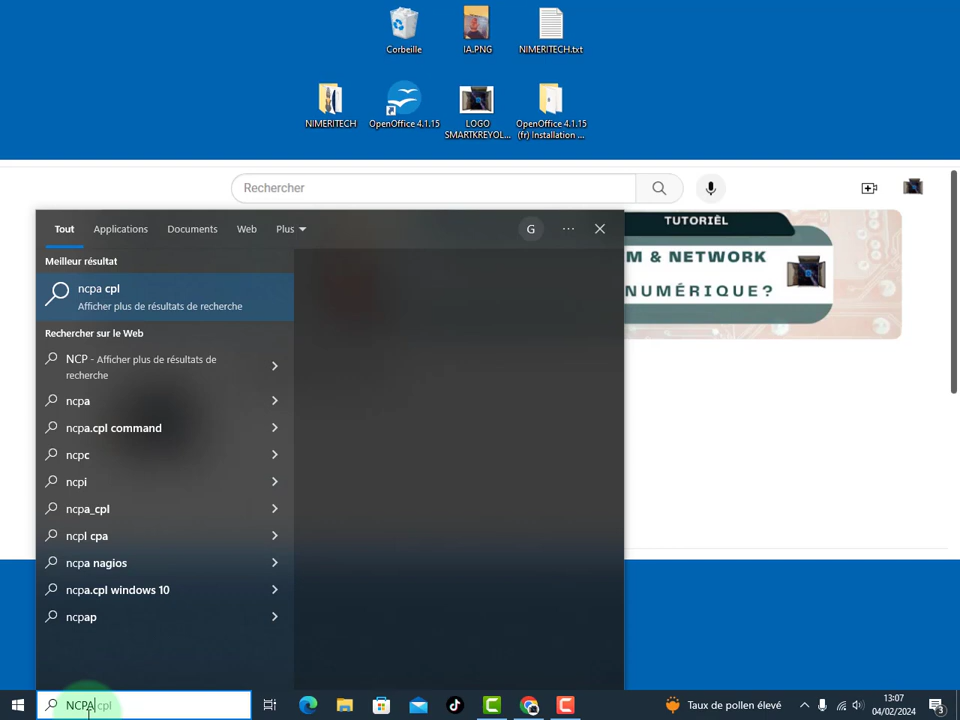 Corbeille
IA.PNG
NIMERITECH.txt
NIMERITECH
OpenOffice 4.1.15
LOGO
SMARTKREYOL...
OpenOffice 4.1.15
(fr) Installation ...
Rechercher
Tout
Applications
Documents
Web
Plus
G
TUTORIÈL
M & NETWORK
NUMÉRIQUE?
Meilleur résultat
ncpa cpl
Afficher plus de résultats de recherche
Rechercher sur le Web
NCP - Afficher plus de résultats de
recherche
ncpa
ncpa.cpl command
ncpc
ncpi
ncpa_cpl
ncpl cpa
ncpa nagios
ncpa.cpl windows 10
ncpap
NCPA cpl
Taux de pollen élevé
13:07
04/02/2024
3